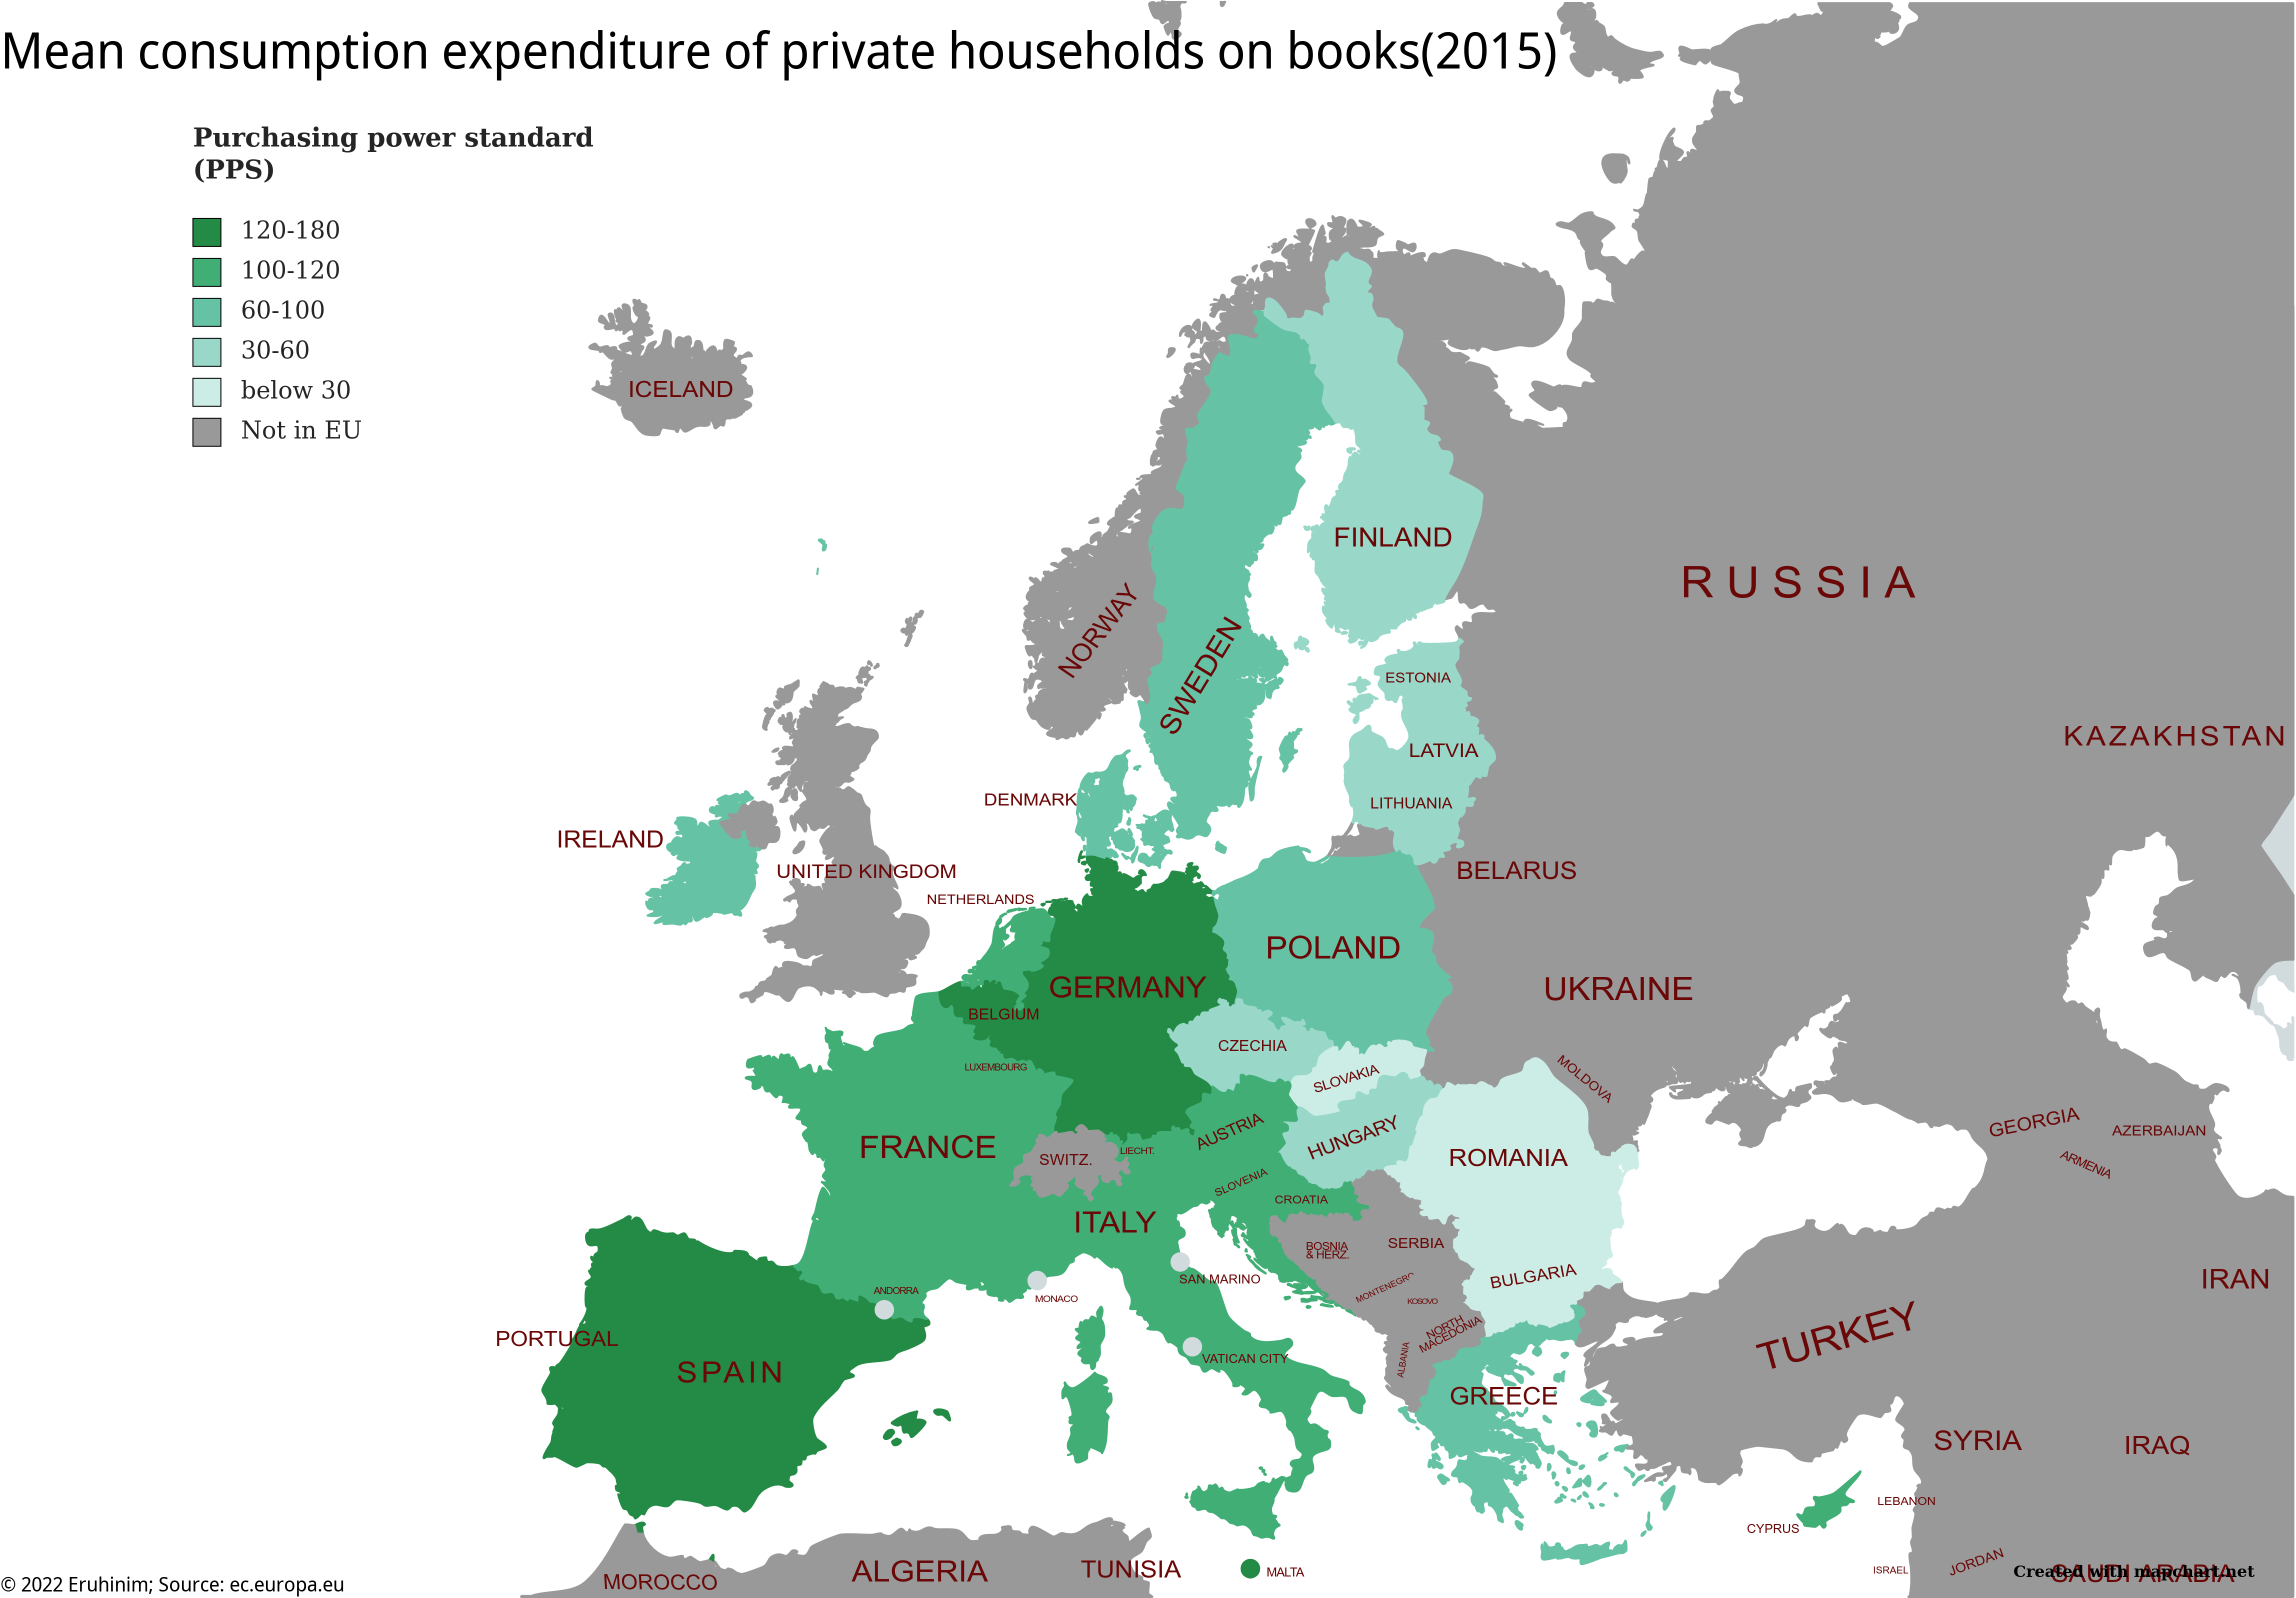 Mean consumption expenditure of private households on books(2015)
Purchasing power standard
(PPS)
120-180
100-120
60-100
30-60
below 30
Not in EU
ICELAND
FINLAND
RUSSIA
NORWAY
SWEDEN
ESTONIA
KAZAKHSTAN
LATVIA
DENMARK
LITHUANIA
IRELAND
UNITED KINGDOM
BELARUS
NETHERLANDS
POLAND
GERMANY
UKRAINE
BELGIUM
CZECHIA
LUXEMBOURG
SLOVAKIA
MOLDOVA
GEORGIA
AZERBAIJAN
ARMENIA
FRANCE
AUSTRIA
HUNGARY
LIECHT.
SWITZ.
ROMANIA
SLOVENIA
CROATIA
ITALY
BOSNIA
& HERZ.
SERBIA
SAN MARINO
BULGARIA
IRAN
ANDORRA
MONACO
MONTENEGRO
KOSOVO
NORTH
MACEDONIA
PORTUGAL
SPAIN
VATICAN CITY
ALBANIA
TURKEY
GREECE
SYRIA
IRAQ
LEBANON
CYPRUS
MALTA
ISRAEL
JORDAN
SAUDI ARABIA
MOROCCO
ALGERIA
TUNISIA
© 2022 Eruhinim; Source: ec.europa.eu
Created with mapchart.net